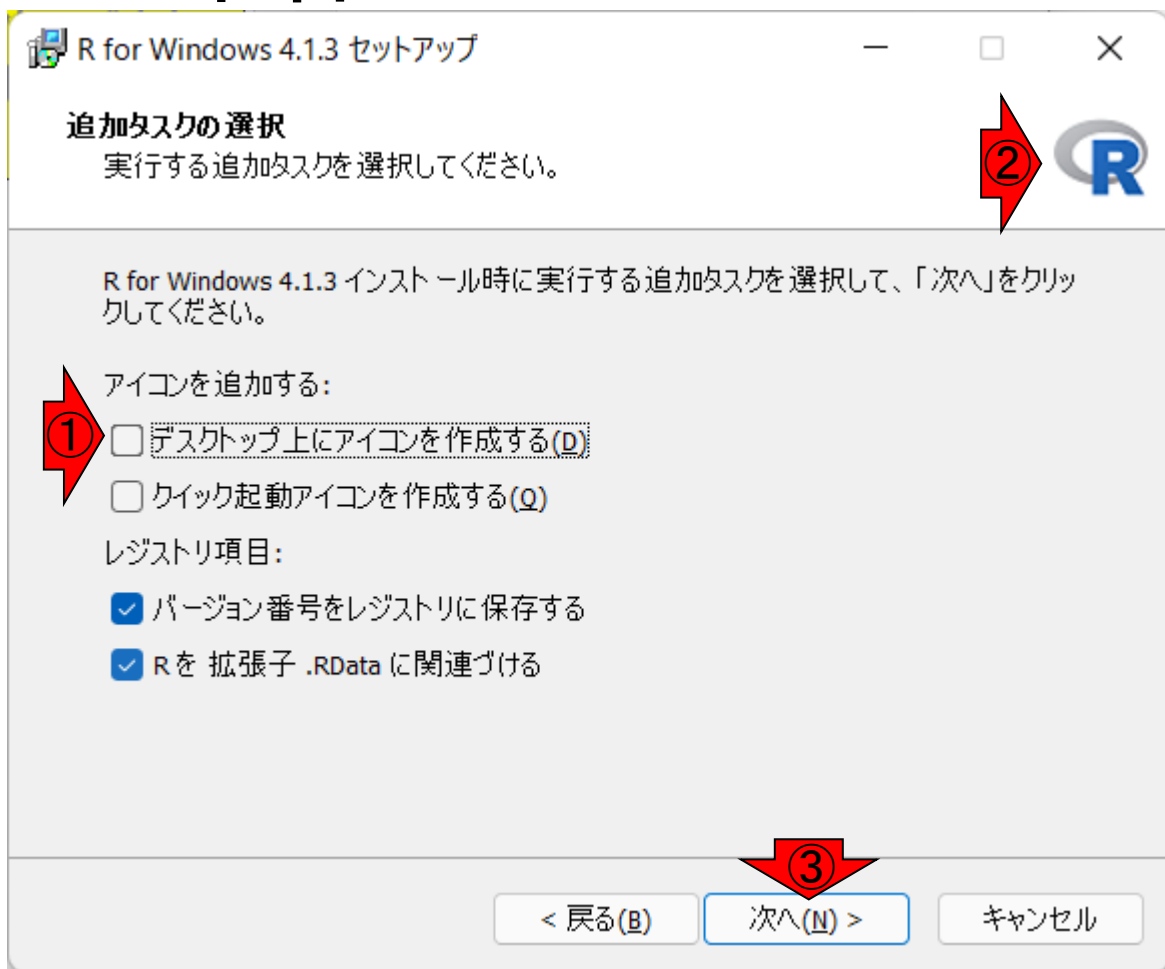 R for Windows 4.1.3 セットアップ
追加タスクの選択
実行する追加タスクを選択してください。
②
R
R for Windows 4.1.3 インストール時に実行する追加タスクを選択して、「次へ」をクリッ
クしてください。
アイコンを追加する:
①
デスクトップ上にアイコンを作成する(D)
クイック起動アイコンを作成する(Q)
レジストリ項目:
バージョン番号をレジストリに保存する
Rを 拡張子 .RData に関連づける
③
< 戻る(B)
次へ(N) >
キャンセル